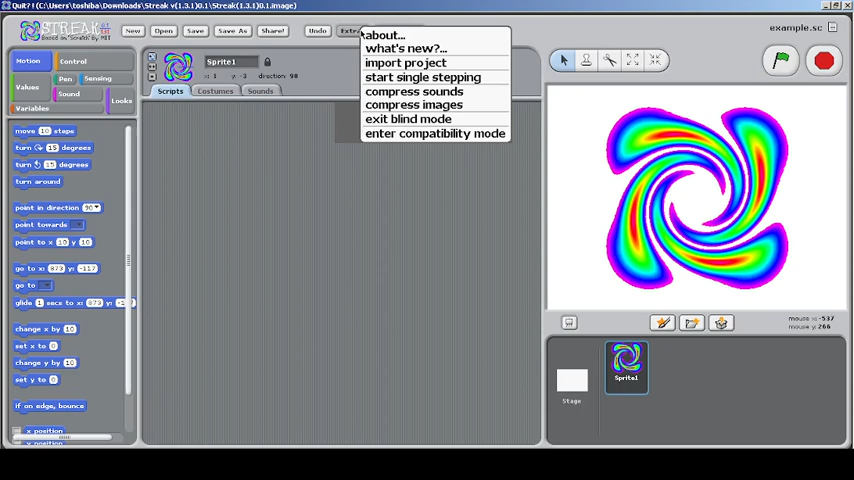 Quit?! (C:\Users\toshiba\Downloads\Streak v(1.3.1)0.1\Streak(1.3.1)0.1.image)
STREAK
Based on "Scratch" By MIT
New Open Save Save As Share! Undo
example.sc
about...
what's new?...
import project
start single stepping
compress sounds
compress images
exit blind mode
enter compatibility mode
Motion Control
Values Pen Sensing
Sound Looks
Variables
Sprite1
x: 1 y: -3 direction: 90
Scripts Costumes Sounds
move 10 steps
turn 15 degrees
turn 15 degrees
turn around
point in direction 90
point towards
point to x 10 y 10
go to x: 873 y: -117
go to
glide 1 secs to x: 873 y:
change x by 10
set x to 0
change y by 10
set y to 0
if on edge, bounce
x position
y position
mouse x: -537
mouse y: 266
Stage
Sprite1